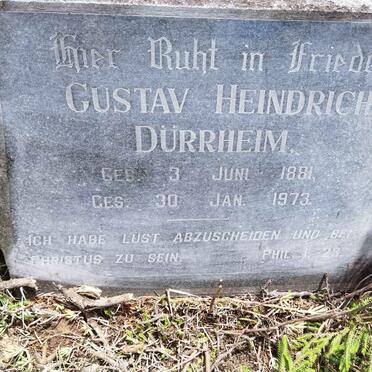 Hier Ruht in Friede
GUSTAV HEINDRICH
DÜRRHEIM.
GEB. 3 JUNI 1881.
GES. 30 JAN. 1973.
ICH HABE LUST ABZUSCHEIDEN UND BEI
CHRISTUS ZU SEIN. PHIL. 1. 23